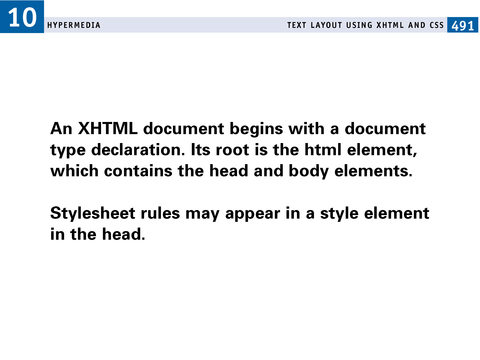 10 HYPERMEDIA TEXT LAYOUT USING XHTML AND CSS 491
An XHTML document begins with a document
type declaration. Its root is the html element,
which contains the head and body elements.
Stylesheet rules may appear in a style element
in the head.